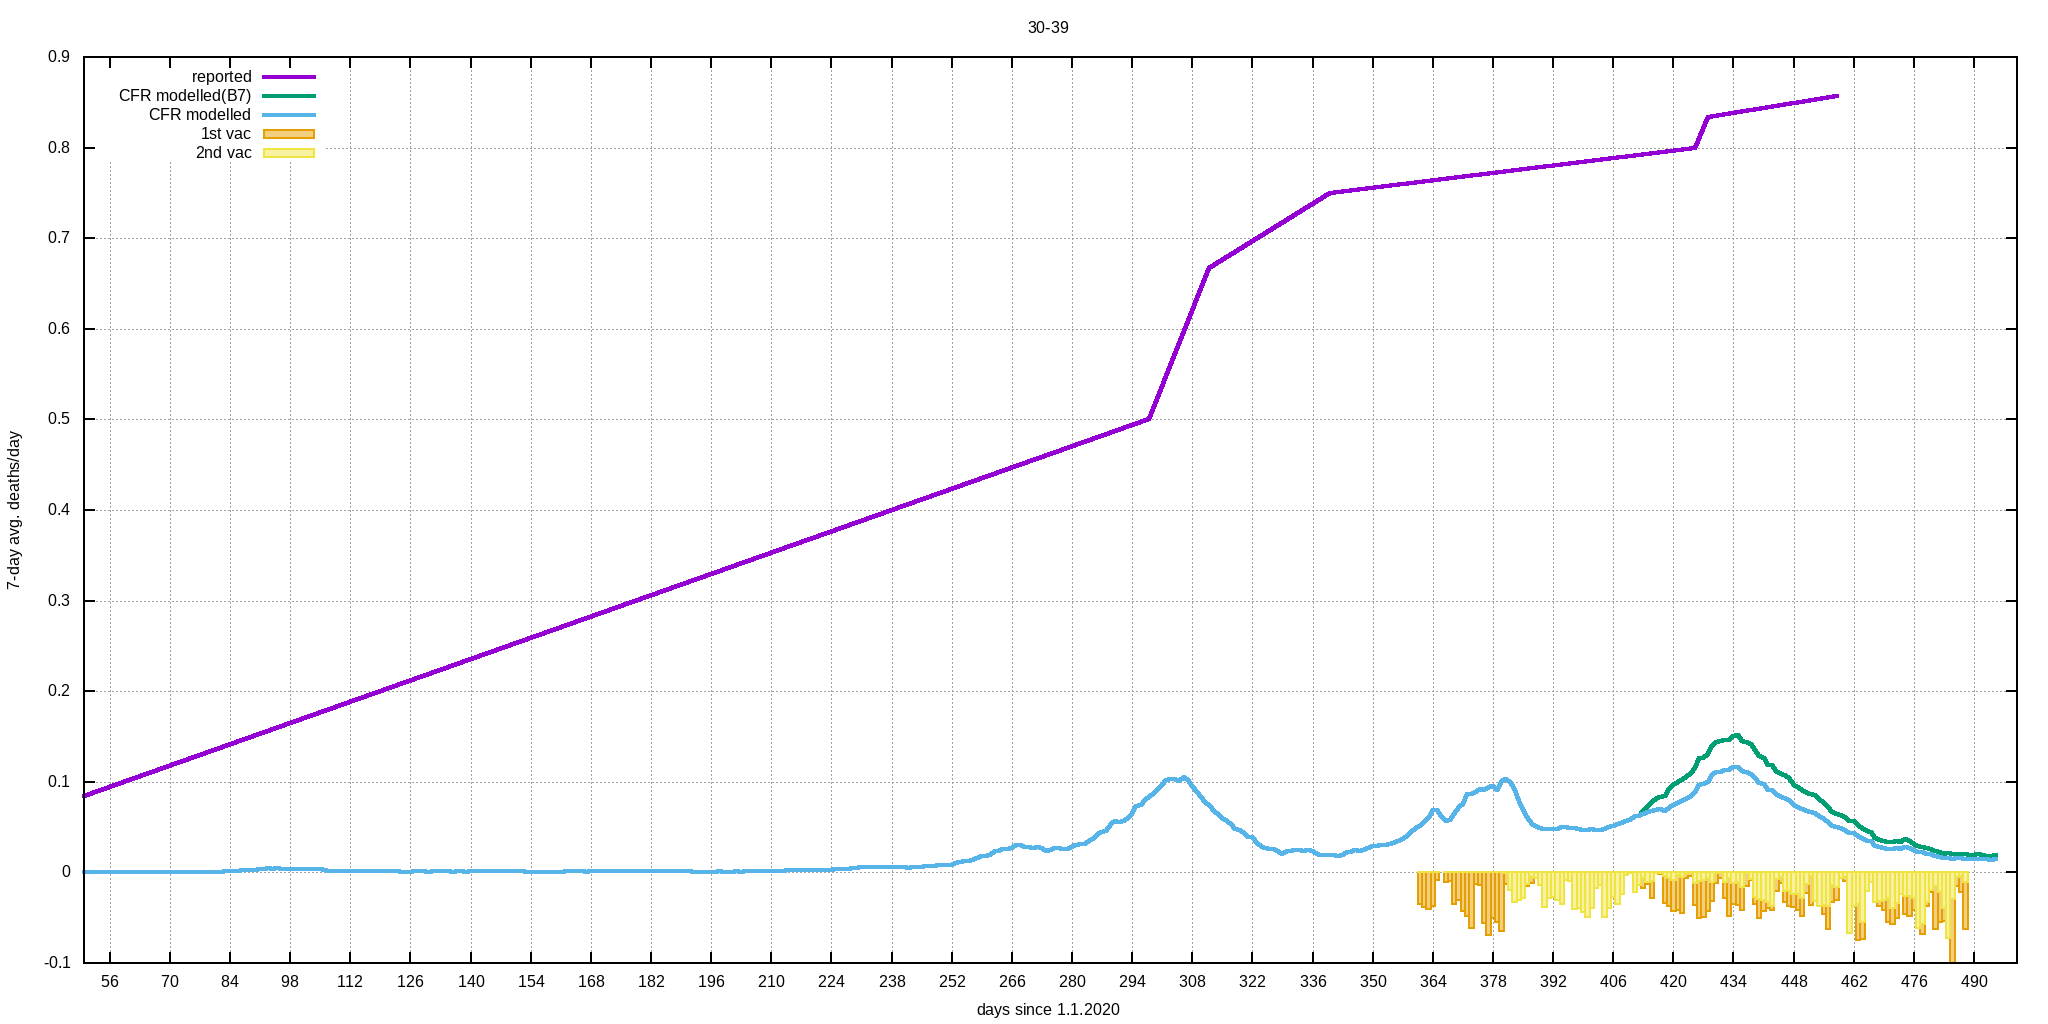 30-39
0.9
0.8
0.7
0.6
0.5
0.4
0.3
0.2
0.1
0
-0.1
7-day avg. deaths/day
reported
CFR modelled(B7)
CFR modelled
1st vac
2nd vac
56 70 84 98 112 126 140 154 168 182 196 210 224 238 252 266 280 294 308 322 336 350 364 378 392 406 420 434 448 462 476 490
days since 1.1.2020